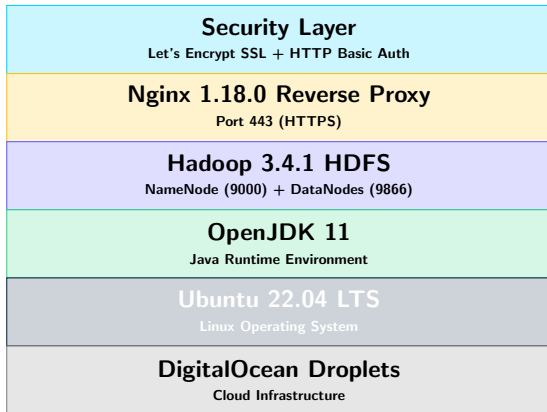 Security Layer
Let's Encrypt SSL + HTTP Basic Auth
Nginx 1.18.0 Reverse Proxy
Port 443 (HTTPS)
Hadoop 3.4.1 HDFS
NameNode (9000) + DataNodes (9866)
OpenJDK 11
Java Runtime Environment
Ubuntu 22.04 LTS
Linux Operating System
DigitalOcean Droplets
Cloud Infrastructure